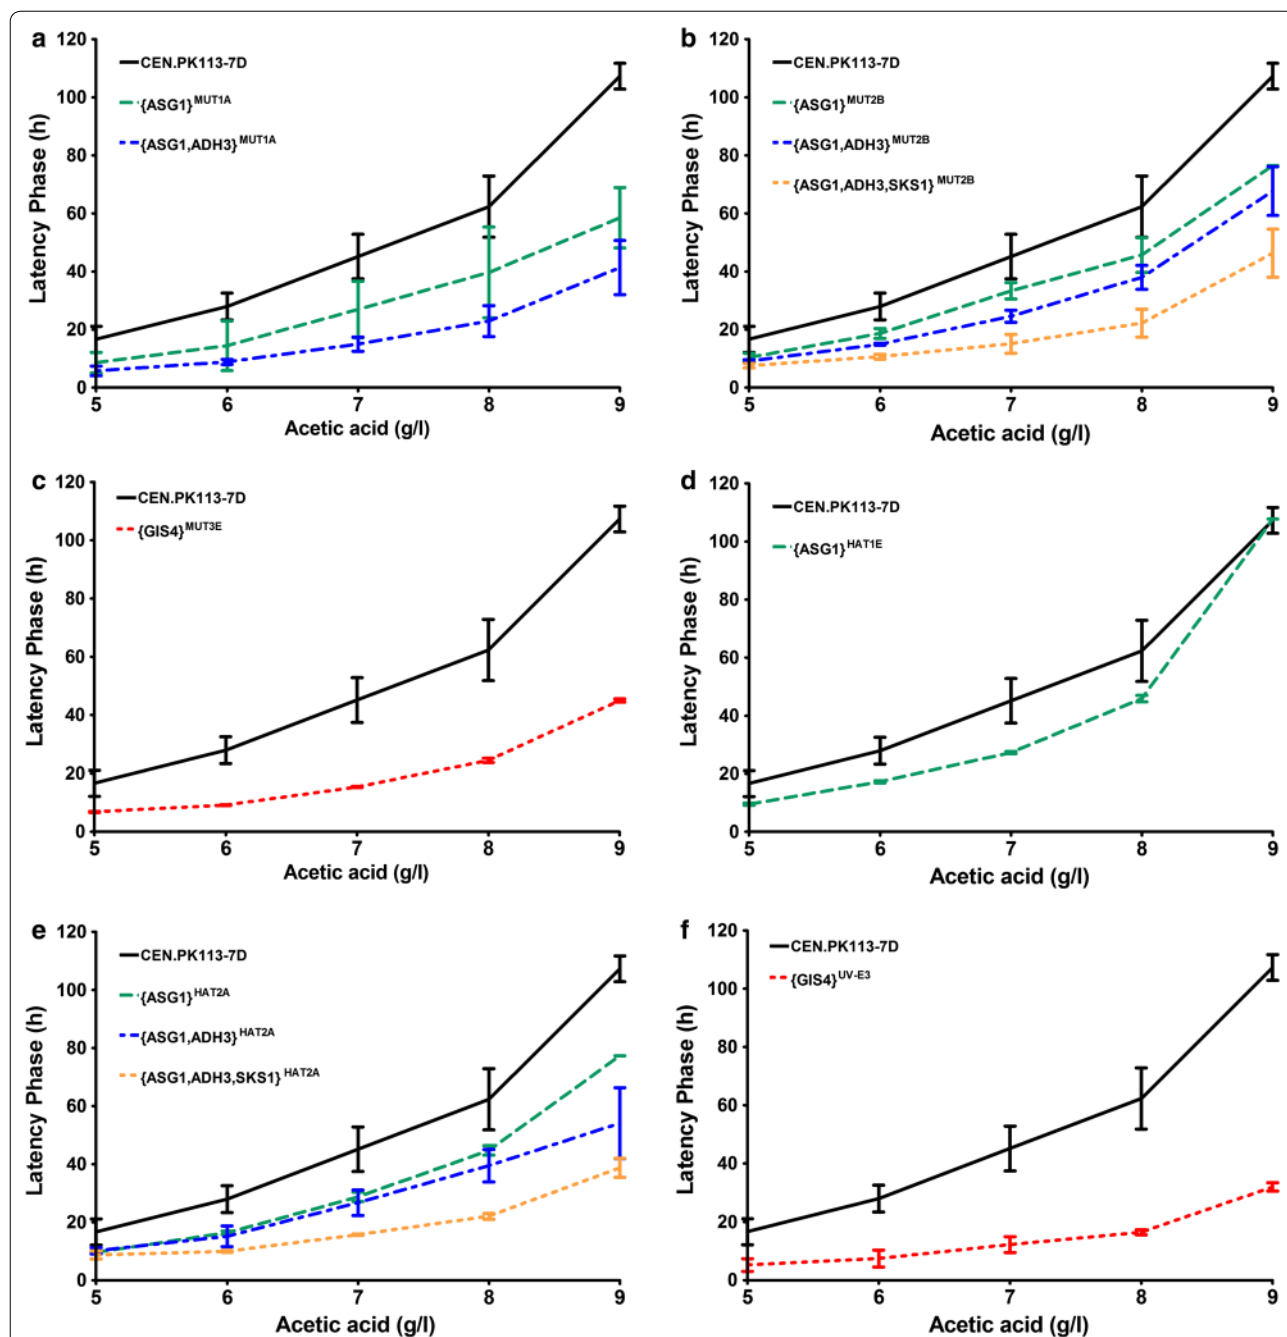 a
120
100
80
60
40
20
0
Latency Phase (h)
CEN.PK113-7D
{ASG1}MUT1A
{ASG1,ADH3}MUT1A
5 6 7 8 9
Acetic acid (g/l)
b
120
100
80
60
40
20
0
Latency Phase (h)
CEN.PK113-7D
{ASG1}MUT2B
{ASG1,ADH3}MUT2B
{ASG1,ADH3,SKS1}MUT2B
5 6 7 8 9
Acetic acid (g/l)
c
120
100
80
60
40
20
0
Latency Phase (h)
CEN.PK113-7D
{GIS4}MUT3E
5 6 7 8 9
Acetic acid (g/l)
d
120
100
80
60
40
20
0
Latency Phase (h)
CEN.PK113-7D
{ASG1}HAT1E
5 6 7 8 9
Acetic acid (g/l)
e
120
100
80
60
40
20
0
Latency Phase (h)
CEN.PK113-7D
{ASG1}HAT2A
{ASG1,ADH3}HAT2A
{ASG1,ADH3,SKS1}HAT2A
5 6 7 8 9
Acetic acid (g/l)
f
120
100
80
60
40
20
0
Latency Phase (h)
CEN.PK113-7D
{GIS4}UV-E3
5 6 7 8 9
Acetic acid (g/l)